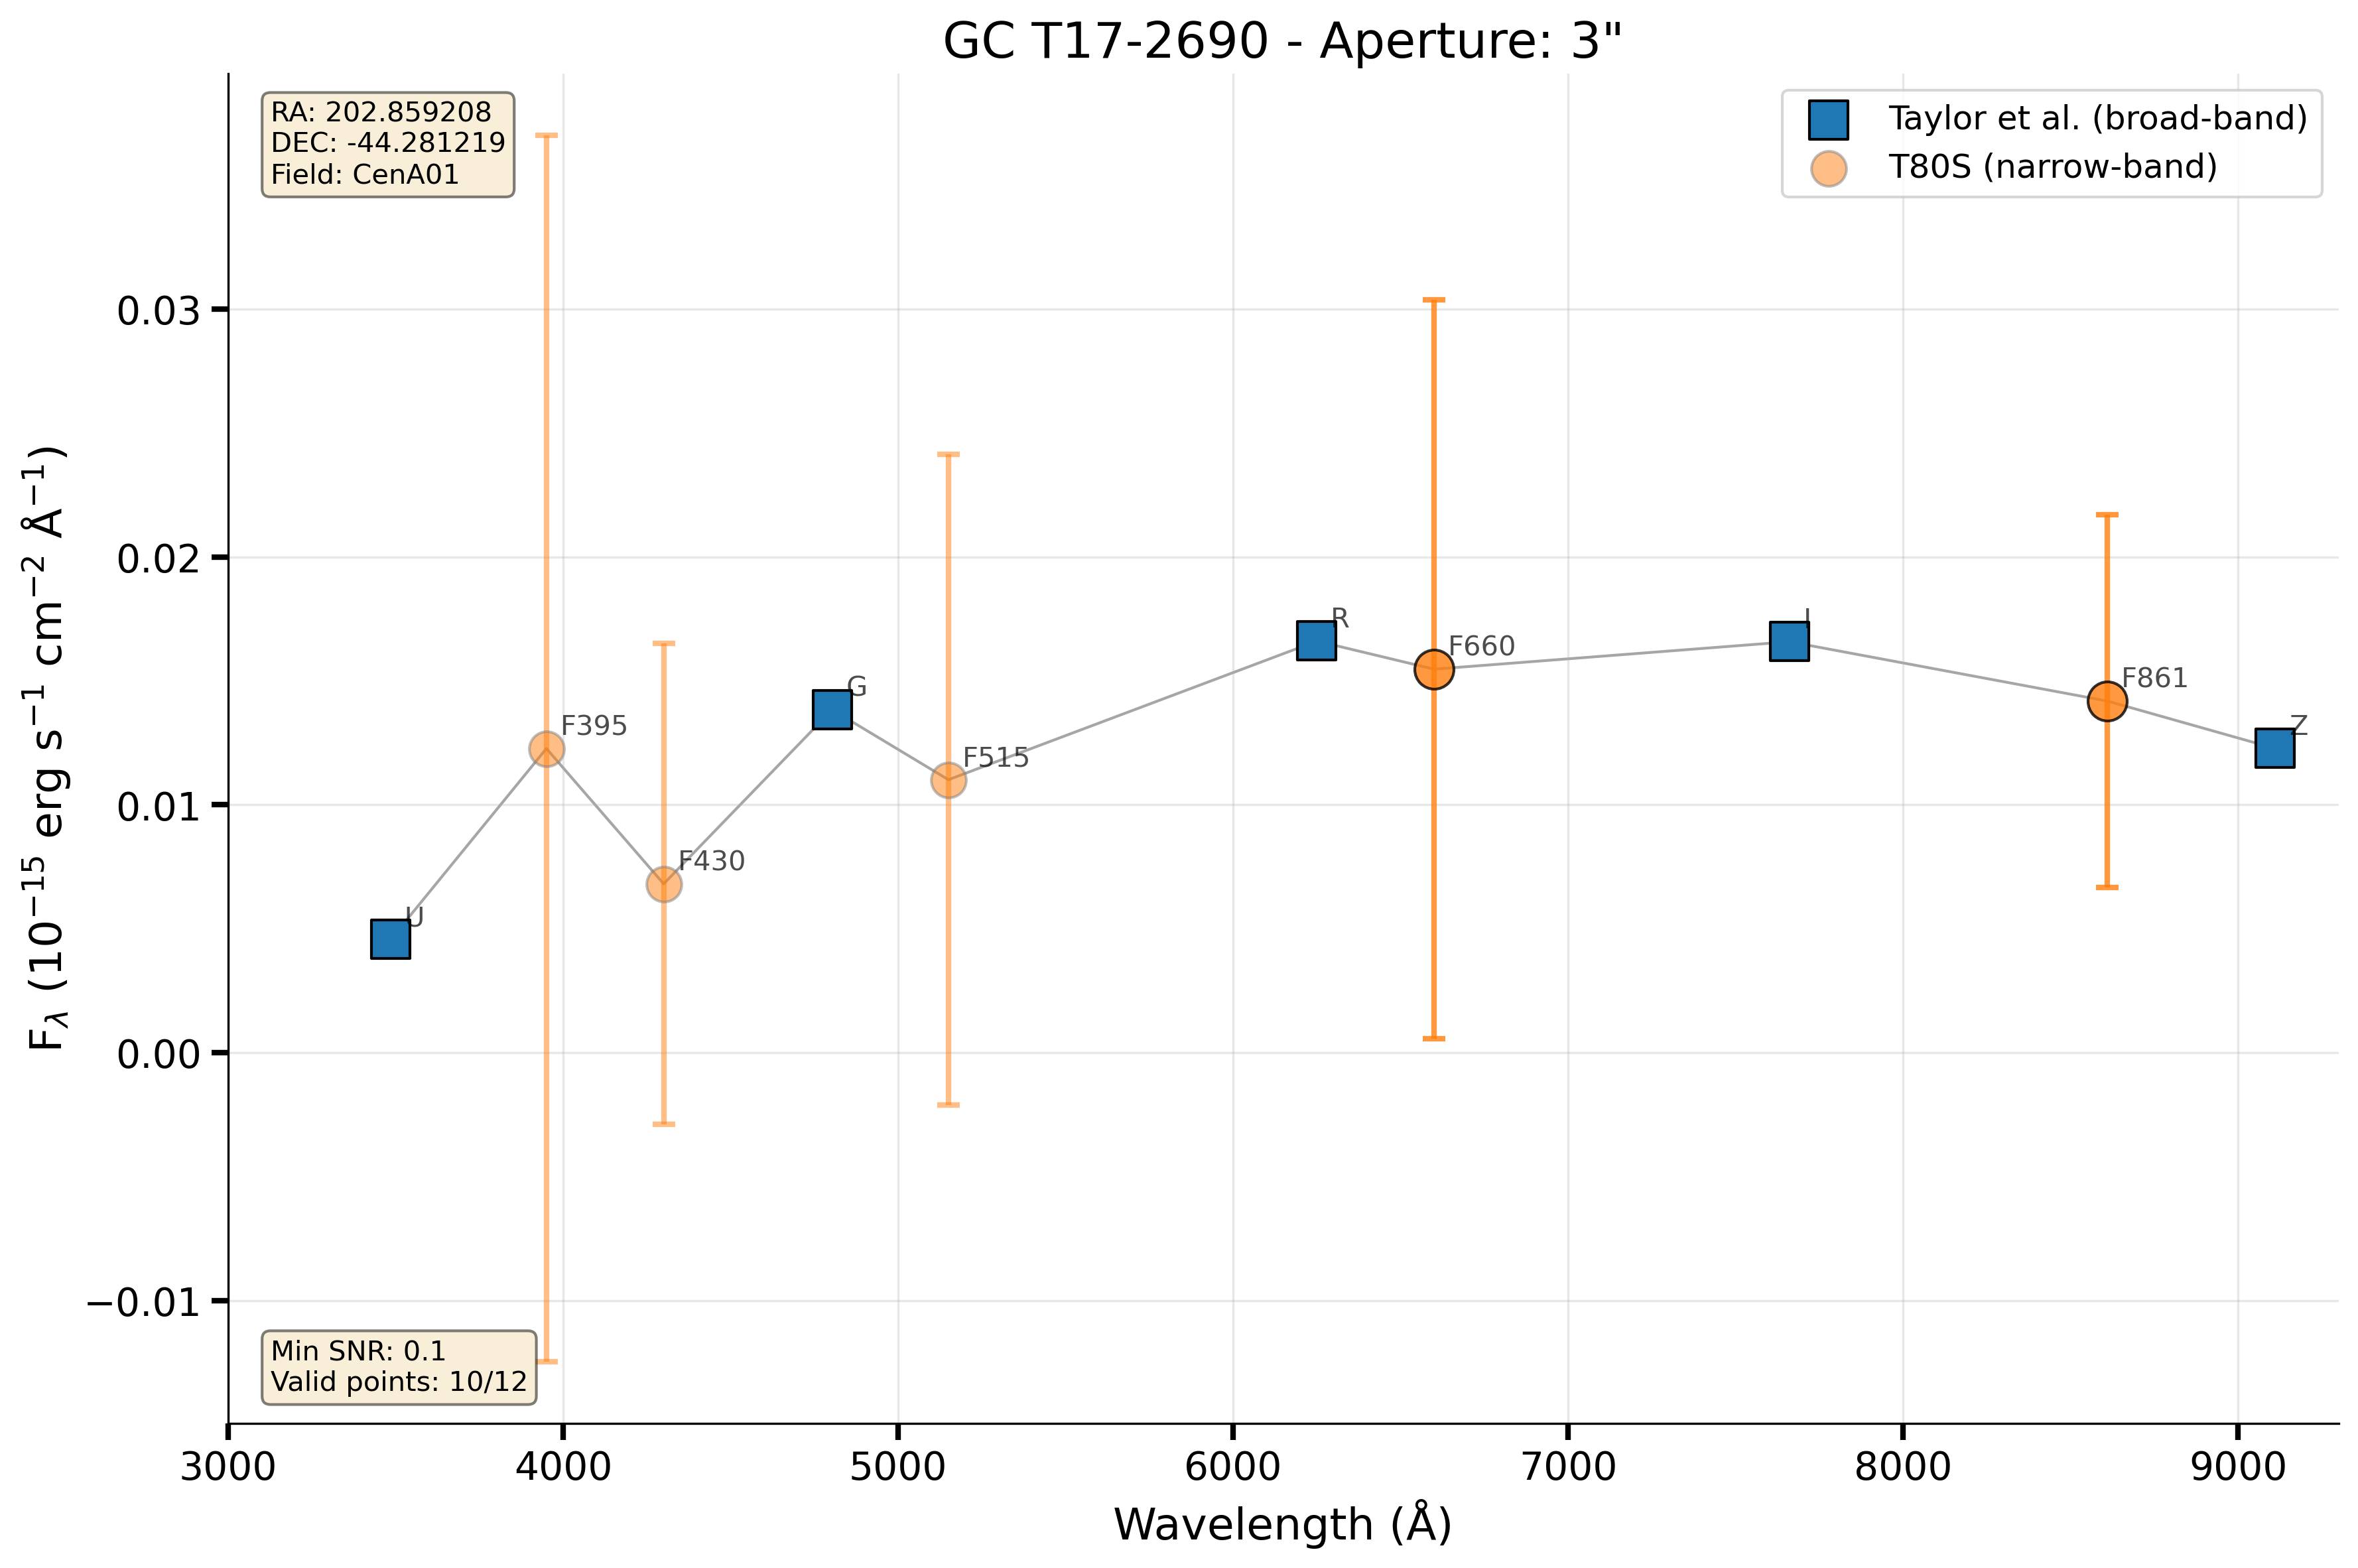 GC T17-2690 - Aperture: 3"
RA: 202.859208
DEC: -44.281219
Field: CenA01
Taylor et al. (broad-band)
T80S (narrow-band)
F_λ (10^−15 erg s^−1 cm^−2 Å^−1)
0.03
0.02
0.01
0.00
−0.01
U
F395
F430
G
F515
R
F660
I
F861
Z
Min SNR: 0.1
Valid points: 10/12
3000 4000 5000 6000 7000 8000 9000
Wavelength (Å)